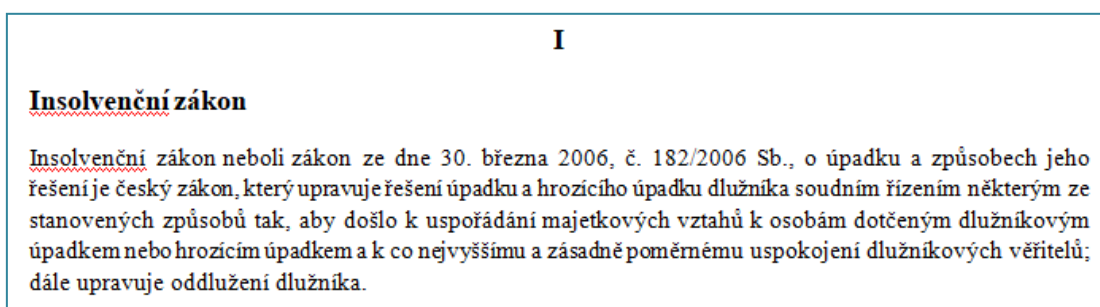 I
Insolvenční zákon
Insolvenční zákon neboli zákon ze dne 30. března 2006, č. 182/2006 Sb., o úpadku a způsobech jeho
řešení je český zákon, který upravuje řešení úpadku a hrozícího úpadku dlužníka soudním řízením některým ze
stanovených způsobů tak, aby došlo k uspořádání majetkových vztahů k osobám dotčeným dlužníkovým
úpadkem nebo hrozícím úpadkem a k co nejvyššímu a zásadně poměrnému uspokojení dlužníkových věřitelů;
dále upravuje oddlužení dlužníka.